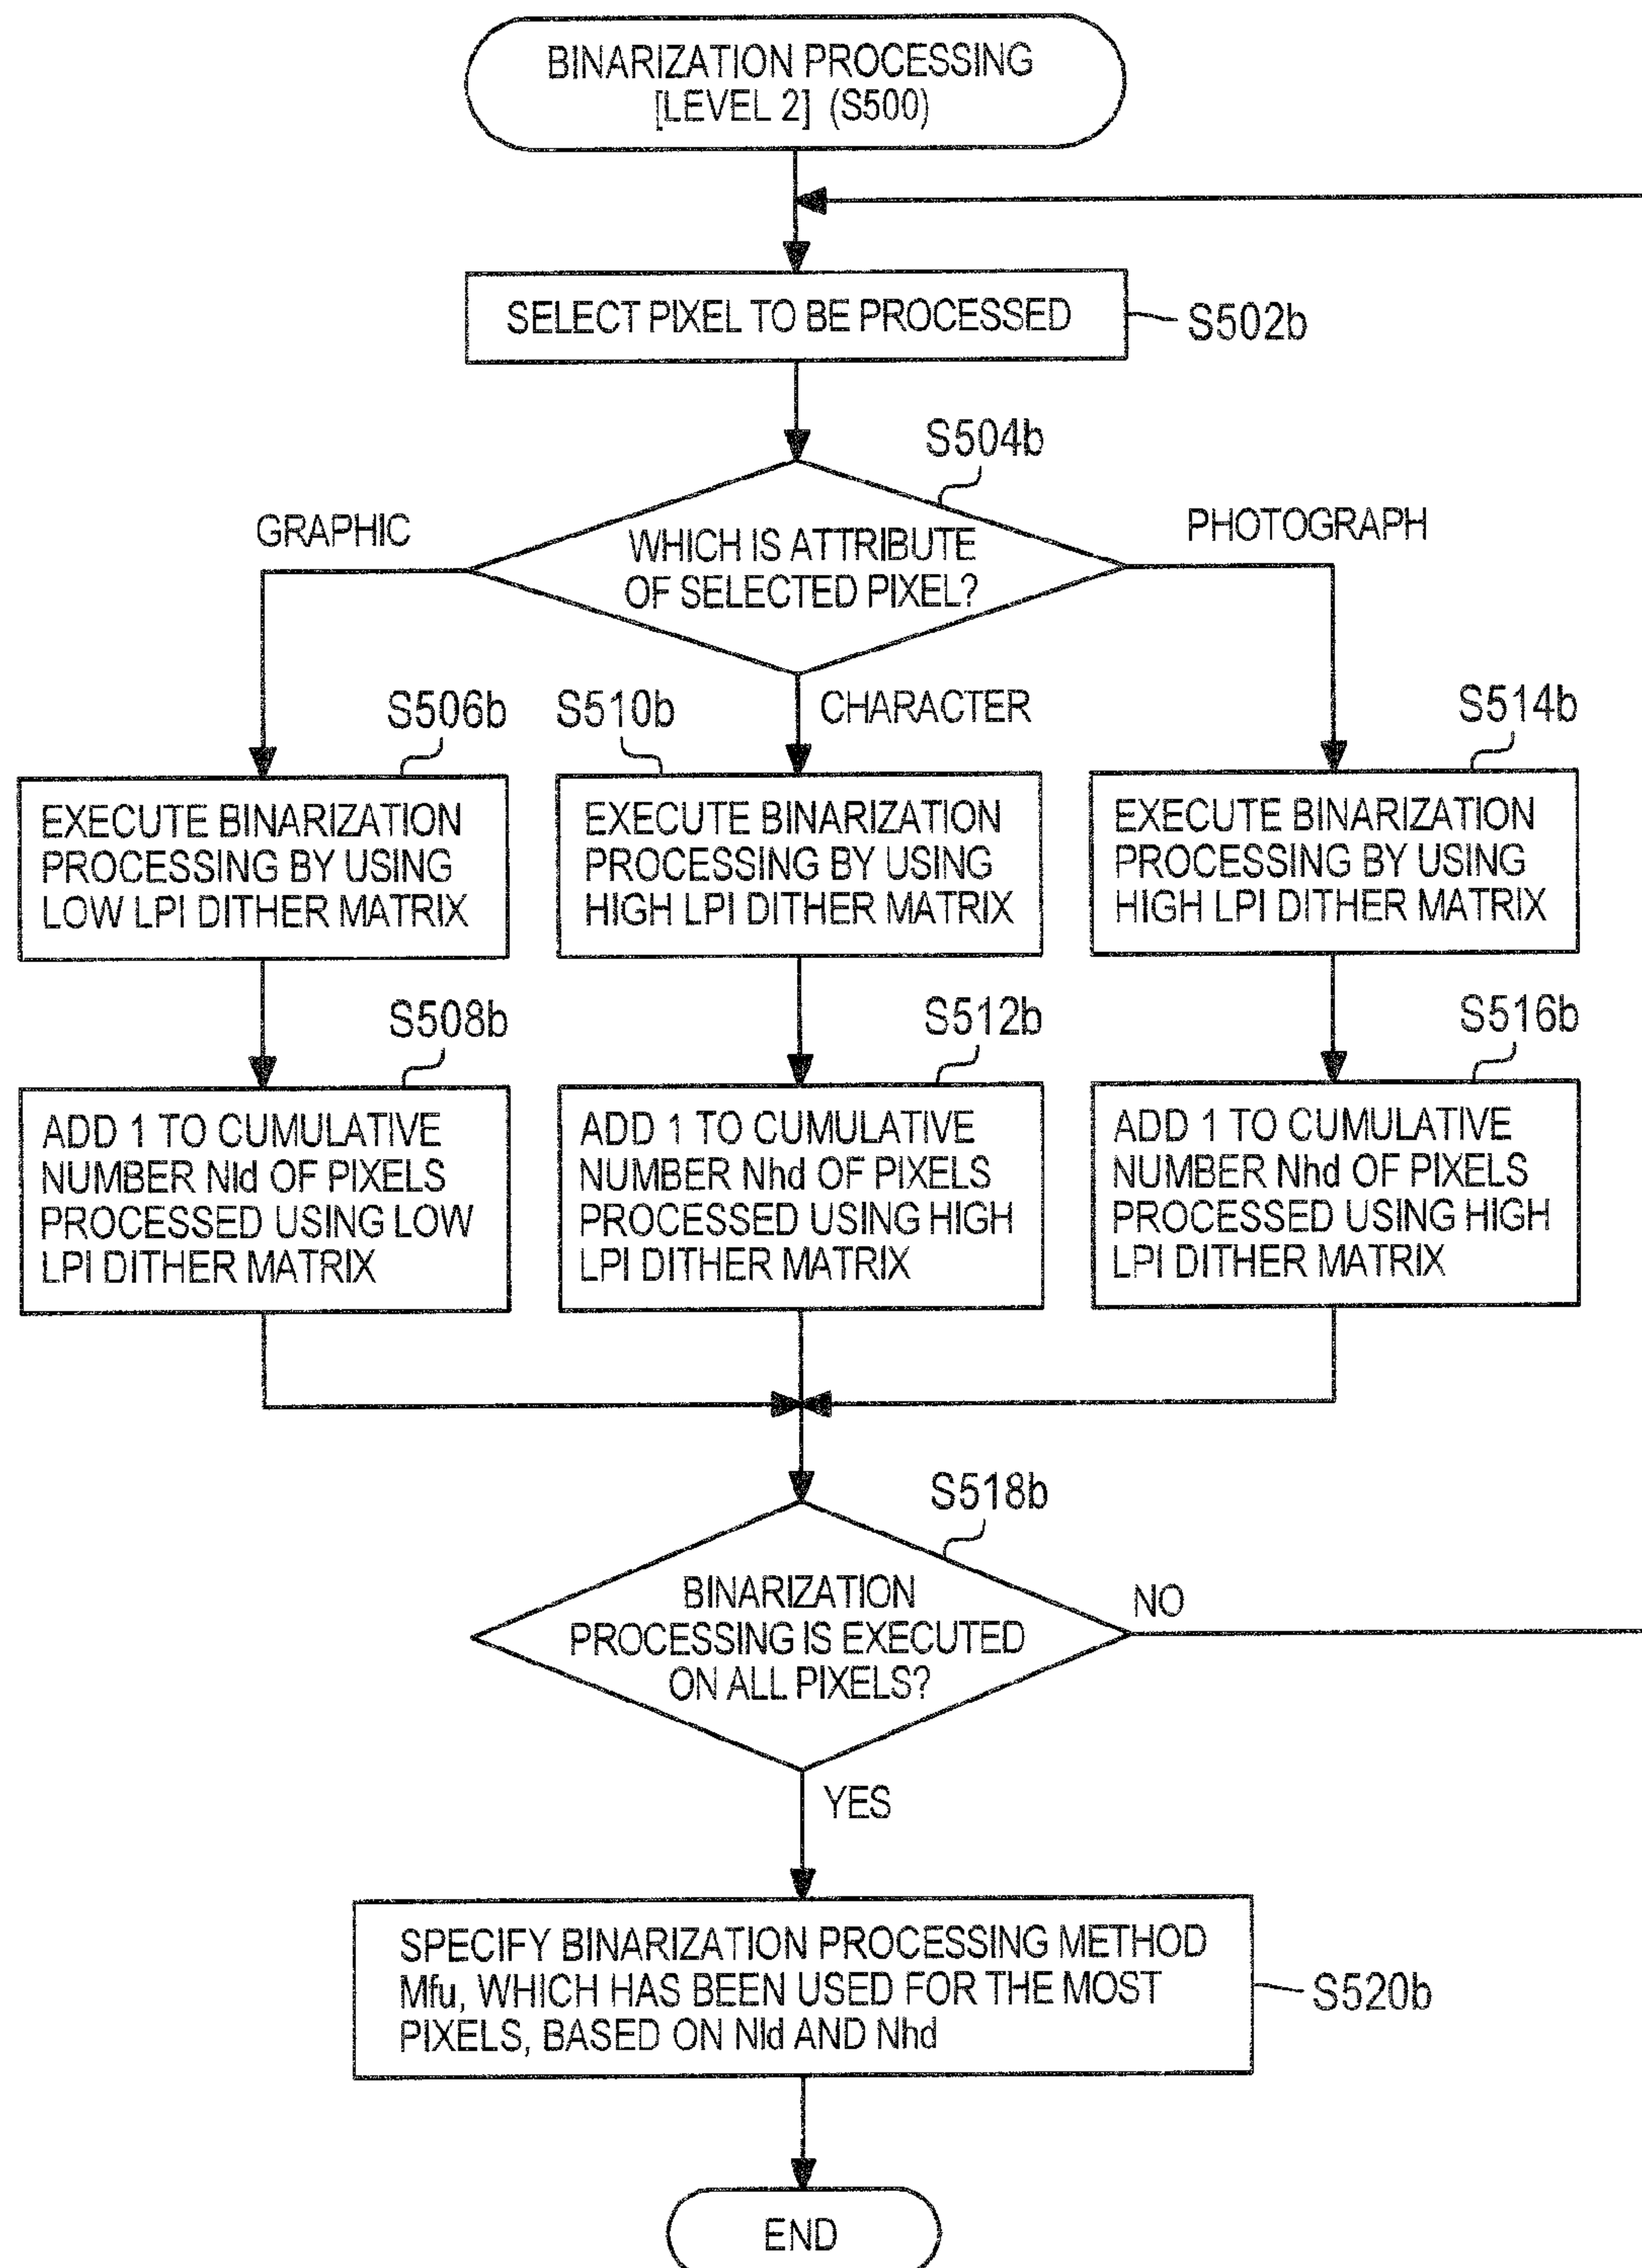 BINARIZATION PROCESSING
[LEVEL 2] (S500)
SELECT PIXEL TO BE PROCESSED
S502b
S504b
GRAPHIC
WHICH IS ATTRIBUTE
OF SELECTED PIXEL?
PHOTOGRAPH
CHARACTER
S506b
EXECUTE BINARIZATION
PROCESSING BY USING
LOW LPI DITHER MATRIX
S510b
EXECUTE BINARIZATION
PROCESSING BY USING
HIGH LPI DITHER MATRIX
S514b
EXECUTE BINARIZATION
PROCESSING BY USING
HIGH LPI DITHER MATRIX
S508b
ADD 1 TO CUMULATIVE
NUMBER Nld OF PIXELS
PROCESSED USING LOW
LPI DITHER MATRIX
S512b
ADD 1 TO CUMULATIVE
NUMBER Nhd OF PIXELS
PROCESSED USING HIGH
LPI DITHER MATRIX
S516b
ADD 1 TO CUMULATIVE
NUMBER Nhd OF PIXELS
PROCESSED USING HIGH
LPI DITHER MATRIX
S518b
BINARIZATION
PROCESSING IS EXECUTED
ON ALL PIXELS?
NO
YES
SPECIFY BINARIZATION PROCESSING METHOD
Mfu, WHICH HAS BEEN USED FOR THE MOST
PIXELS, BASED ON Nld AND Nhd
S520b
END